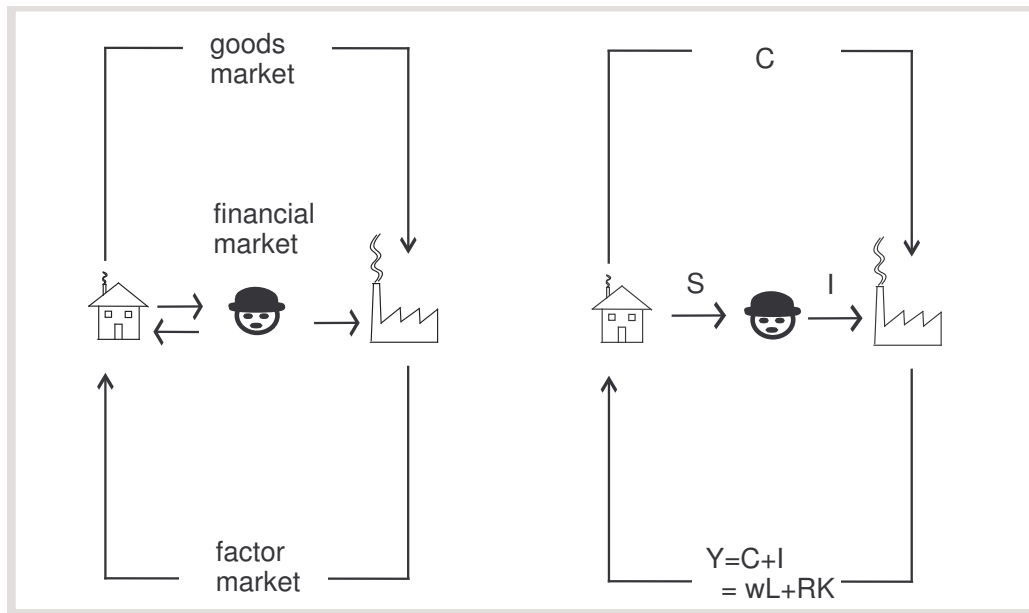 goods
market
financial
market
factor
market
C
S
I
Y=C+I
= wL+RK